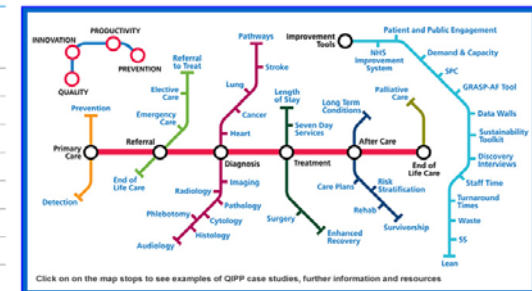 PRODUCTIVITY
INNOVATION
PREVENTION
QUALITY
Referral
to Treat
Elective
Care
Emergency
Care
Prevention
Primary
Care
Detection
Referral
End of
Life Care
Pathways
Stroke
Lung
Cancer
Heart
Diagnosis
Imaging
Radiology
Pathology
Phlebotomy
Cytology
Histology
Audiology
Length
of Stay
Seven Day
Services
Treatment
Surgery
Enhanced
Recovery
Long Term
Conditions
After Care
Care Plans
Risk
Stratification
Rehab
Survivorship
Palliative
Care
End of
Life Care
Improvement
Tools
Patient and Public Engagement
NHS
Improvement
System
Demand & Capacity
SPC
GRASP-AF Tool
Data Walls
Sustainability
Toolkit
Discovery
Interviews
Staff Time
Turnaround
Times
Waste
5S
Lean
Click on on the map stops to see examples of QIPP case studies, further information and resources